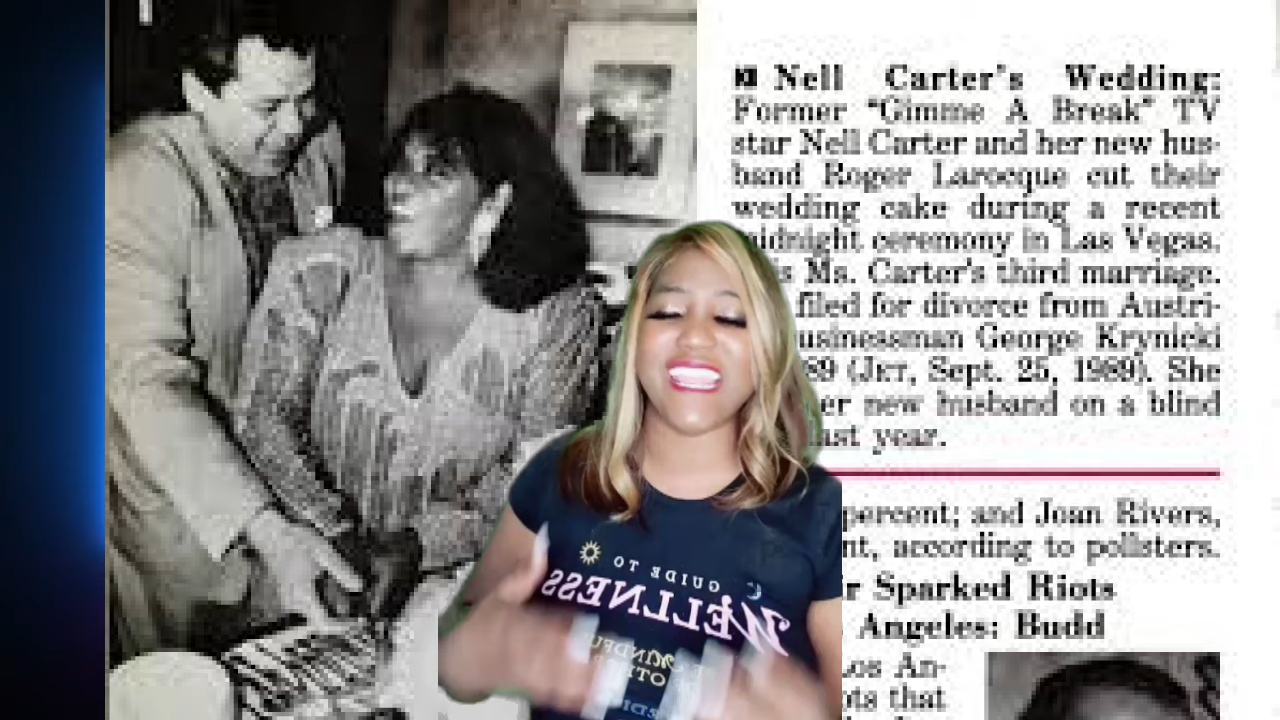 Nell Carter's Wedding:
Former "Gimme A Break" TV
star Nell Carter and her new hus-
band Roger Larocque cut their
wedding cake during a recent
midnight ceremony in Las Vegas.
s Ms. Carter's third marriage.
filed for divorce from Austri-
usinessman George Krynicki
89 (JET, Sept. 25, 1989). She
er new husband on a blind
last year.
percent; and Joan Rivers,
nt, according to pollsters.
r Sparked Riots
Angeles: Budd
Los An-
ots that
GUIDE TO
WELLNESS